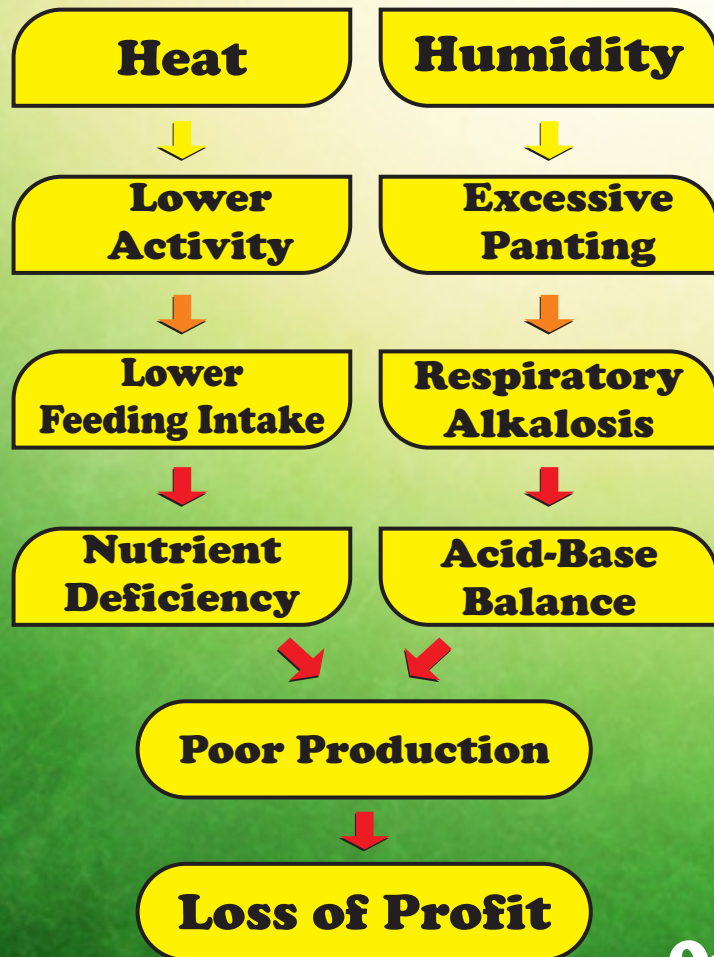 Heat
Humidity
Lower
Activity
Excessive
Panting
Lower
Feeding Intake
Respiratory
Alkalosis
Nutrient
Deficiency
Acid-Base
Balance
Poor Production
Loss of Profit